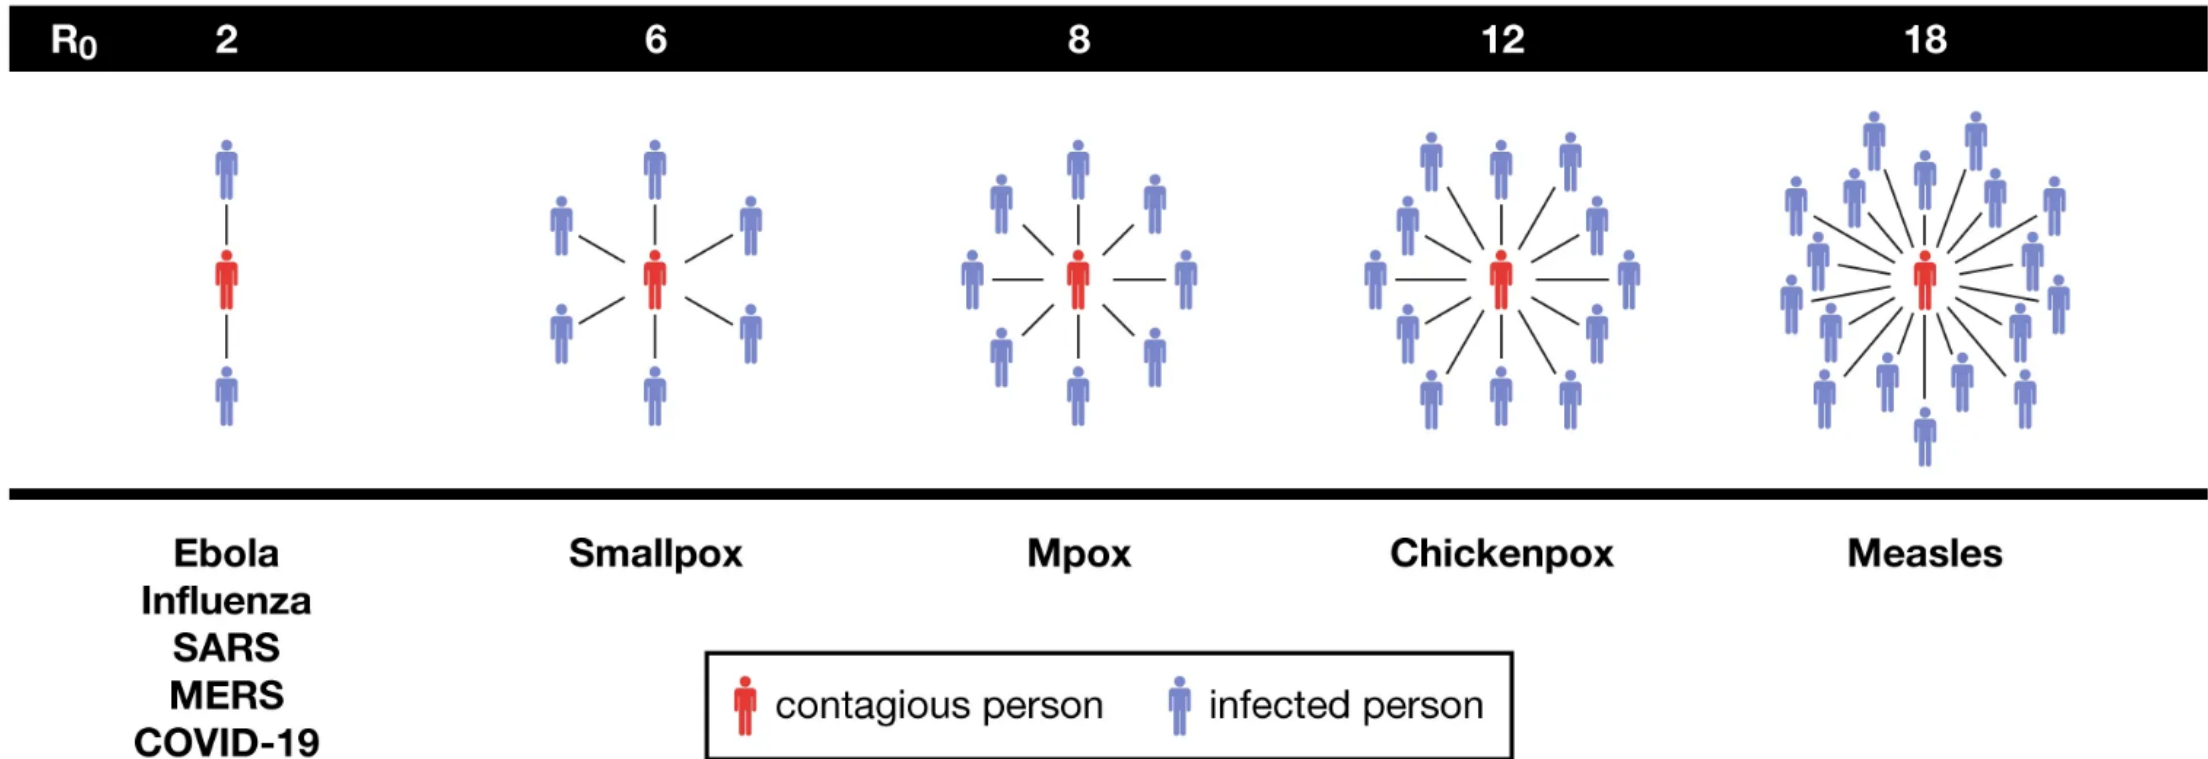 R0 2 6 8 12 18
Ebola Smallpox Mpox Chickenpox Measles
Influenza
SARS
MERS
COVID-19
contagious person infected person